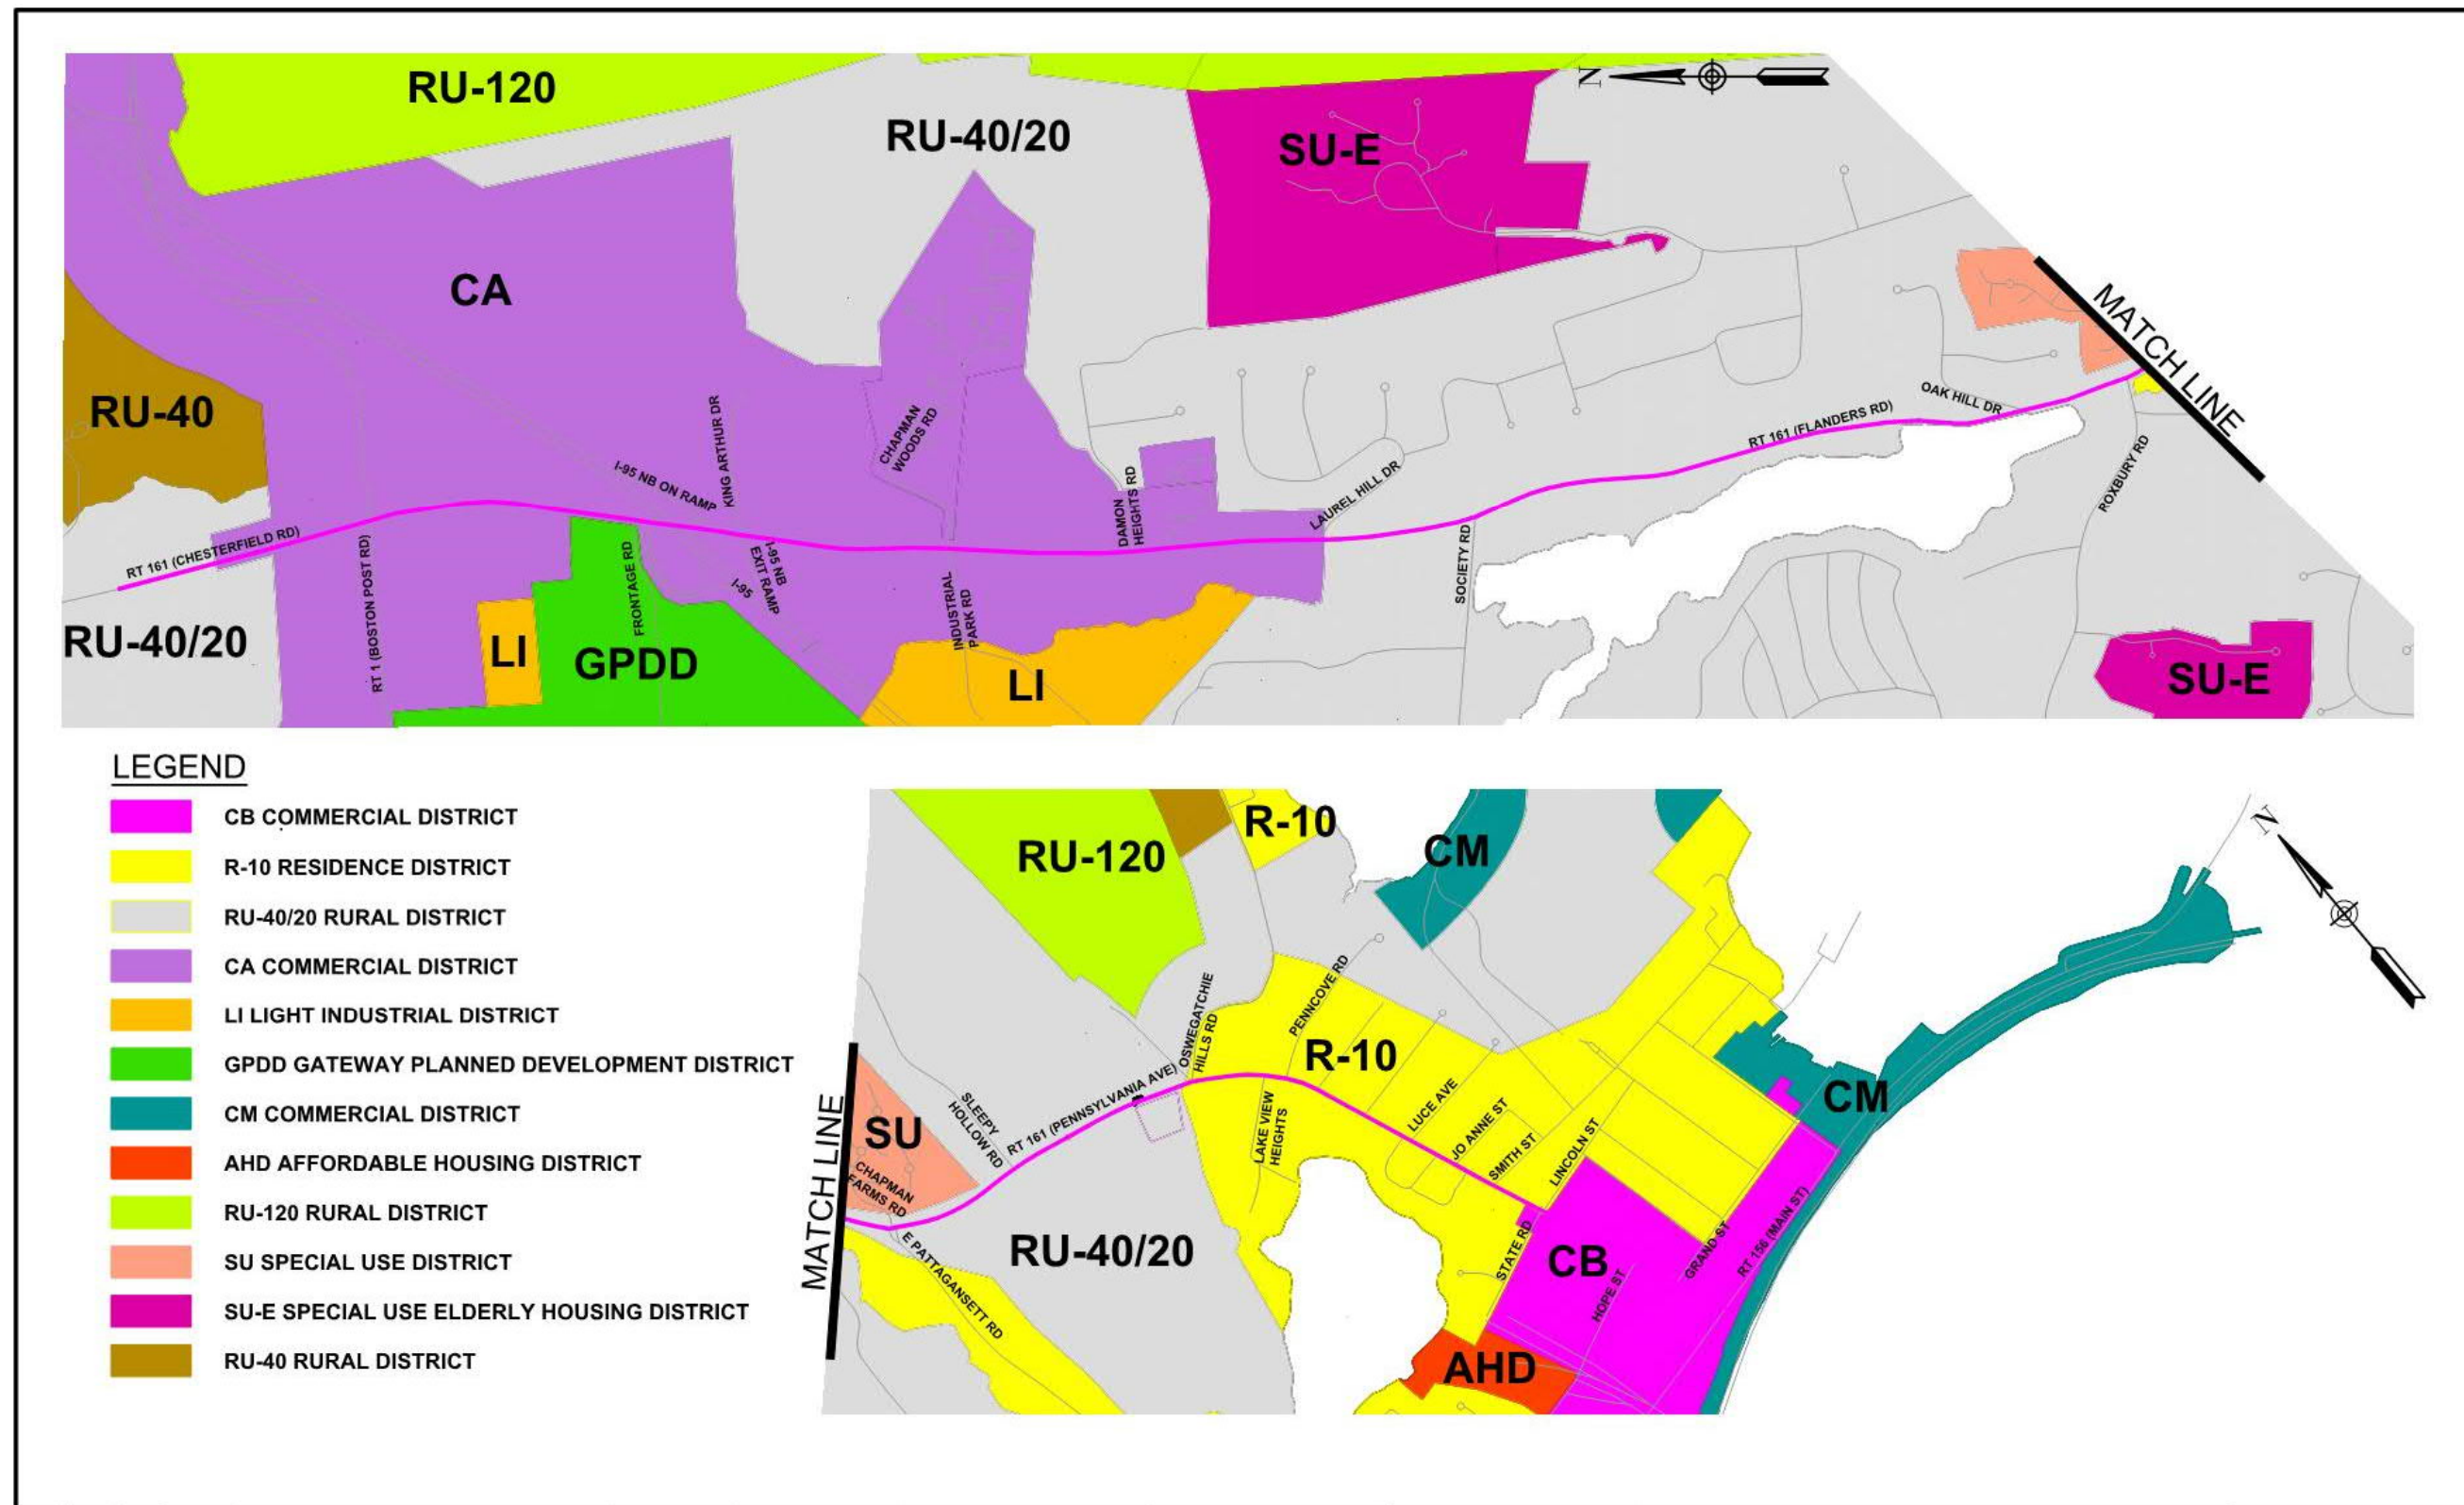 RU-120
RU-40/20
SU-E
N
CA
MATCH LINE
RU-40
CHAPMAN
WOODS RD
KING ARTHUR DR
OAK HILL DR
RT 161 (FLANDERS RD)
I-95 NB ON RAMP
DAMON
HEIGHTS RD
LAUREL HILL DR
ROXBURY RD
RT 161 (CHESTERFIELD RD)
RT 1 (BOSTON POST RD)
FRONTAGE RD
I-95 NB
EXIT RAMP
I-95
INDUSTRIAL
PARK RD
SOCIETY RD
RU-40/20
LI
GPDD
LI
SU-E
LEGEND
CB COMMERCIAL DISTRICT
R-10 RESIDENCE DISTRICT
RU-40/20 RURAL DISTRICT
CA COMMERCIAL DISTRICT
LI LIGHT INDUSTRIAL DISTRICT
GPDD GATEWAY PLANNED DEVELOPMENT DISTRICT
CM COMMERCIAL DISTRICT
AHD AFFORDABLE HOUSING DISTRICT
RU-120 RURAL DISTRICT
SU SPECIAL USE DISTRICT
SU-E SPECIAL USE ELDERLY HOUSING DISTRICT
RU-40 RURAL DISTRICT
R-10
RU-120
CM
N
OSWEGATCHIE
HILLS RD
PENNCOVE RD
R-10
CM
SLEEPY
HOLLOW RD
RT 161 (PENNSYLVANIA AVE)
LUCE AVE
JO ANNE ST
LAKE VIEW
HEIGHTS
SMITH ST
LINCOLN ST
MATCH LINE
SU
CHAPMAN
FARMS RD
E PATTAGANSETT RD
RU-40/20
STATE RD
CB
HOPE ST
GRAND ST
RT 156 (MAIN ST)
AHD